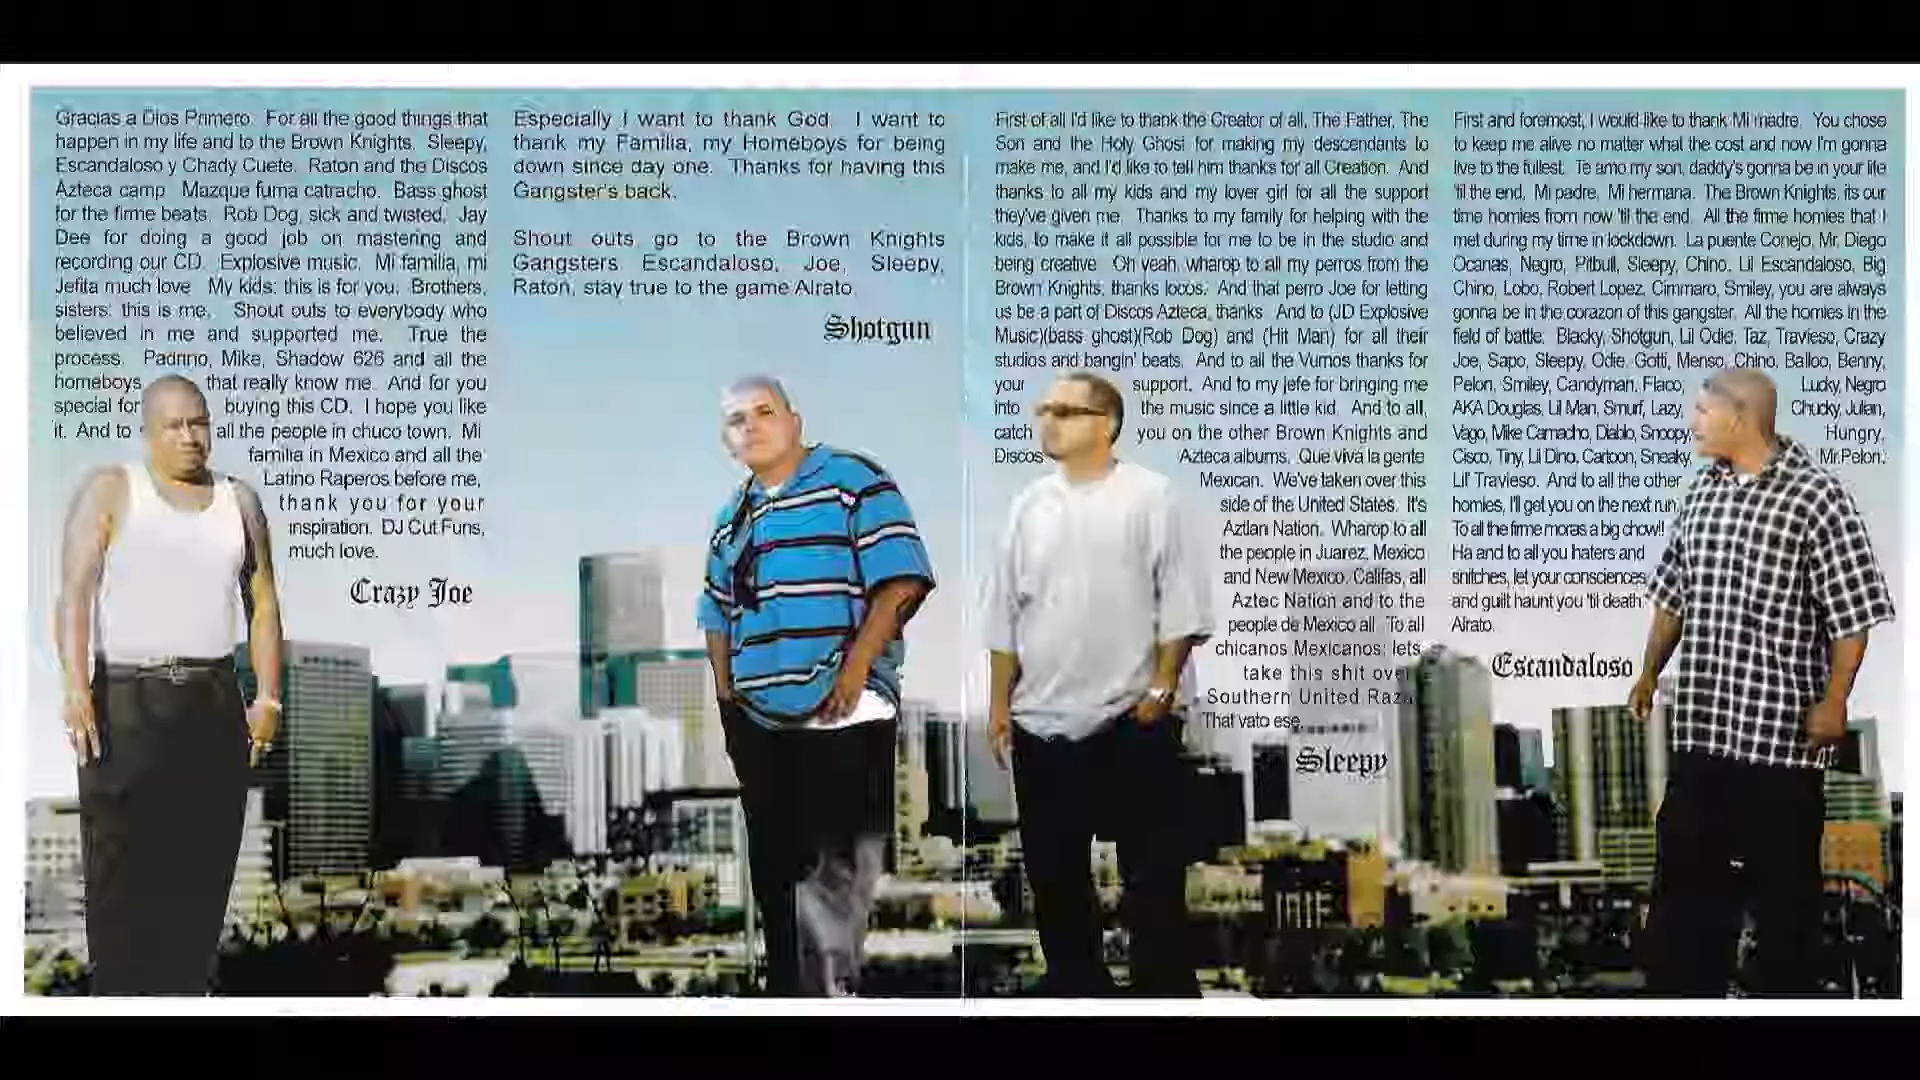 Gracias a Dios Primero. For all the good things that
happen in my life and to the Brown Knights. Sleepy,
Escandaloso y Chady Cuete. Raton and the Discos
Azteca camp. Mazque fuma catracho. Bass ghost
for the firme beats. Rob Dog, sick and twisted. Jay
Dee for doing a good job on mastering and
recording our CD. Explosive music. Mi familia, mi
Jefita much love. My kids: this is for you. Brothers,
sisters: this is me. Shout outs to everybody who
believed in me and supported me. True the
process. Padrino, Mike, Shadow 626 and all the
homeboys that really know me. And for you
special for buying this CD. I hope you like
it. And to all the people in chuco town. Mi
familia in Mexico and all the
Latino Raperos before me,
thank you for your
inspiration. DJ Cut Funs,
much love.
Crazy Joe
Especially I want to thank God. I want to
thank my Familia, my Homeboys for being
down since day one. Thanks for having this
Gangster's back.
Shout outs go to the Brown Knights
Gangsters Escandaloso, Joe, Sleepy,
Raton, stay true to the game Alrato.
Shotgun
First of all I'd like to thank the Creator of all, The Father, The
Son and the Holy Ghost for making my descendants to
make me, and I'd like to tell him thanks for all Creation. And
thanks to all my kids and my lover girl for all the support
they've given me. Thanks to my family for helping with the
kids, to make it all possible for me to be in the studio and
being creative. Oh yeah, wharop to all my perros from the
Brown Knights, thanks locos. And that perro Joe for letting
us be a part of Discos Azteca, thanks. And to (JD Explosive
Music)(bass ghost)(Rob Dog) and (Hit Man) for all their
studios and bangin' beats. And to all the Vumos thanks for
your support. And to my jefe for bringing me
into the music since a little kid. And to all,
catch you on the other Brown Knights and
Discos Azteca albums. Que viva la gente
Mexican. We've taken over this
side of the United States. It's
Aztlan Nation. Wharop to all
the people in Juarez, Mexico
and New Mexico. Califas, all
Aztec Nation and to the
people de Mexico all. To all
chicanos Mexicanos: lets
take this shit over
Southern United Raza
That vato ese.
Sleepy
First and foremost, I would like to thank Mi madre. You chose
to keep me alive no matter what the cost and now I'm gonna
live to the fullest. Te amo my son, daddy's gonna be in your life
'til the end. Mi padre, Mi hermana. The Brown Knights, its our
time homies from now 'til the end. All the firme homies that I
met during my time in lockdown. La puente Conejo, Mr. Diego
Ocanas, Negro, Pitbull, Sleepy, Chino, Lil Escandaloso, Big
Chino, Lobo, Robert Lopez, Cimmaro, Smiley, you are always
gonna be in the corazon of this gangster. All the homies in the
field of battle: Blacky, Shotgun, Lil Odie, Taz, Travieso, Crazy
Joe, Sapo, Sleepy, Odie, Gotti, Menso, Chino, Balloo, Benny,
Pelon, Smiley, Candyman, Flaco, Lucky, Negro
AKA Douglas, Lil Man, Smurf, Lazy, Chucky, Julian,
Vago, Mike Camacho, Diablo, Snoopy, Hungry,
Cisco, Tiny, Lil Dino, Cartoon, Sneaky, Mr.Pelon,
Lil' Travieso. And to all the other
homies, I'll get you on the next run.
To all the firme moras a big chow!!
Ha and to all you haters and
snitches, let your consciences
and guilt haunt you 'til death.
Alrato.
Escandaloso